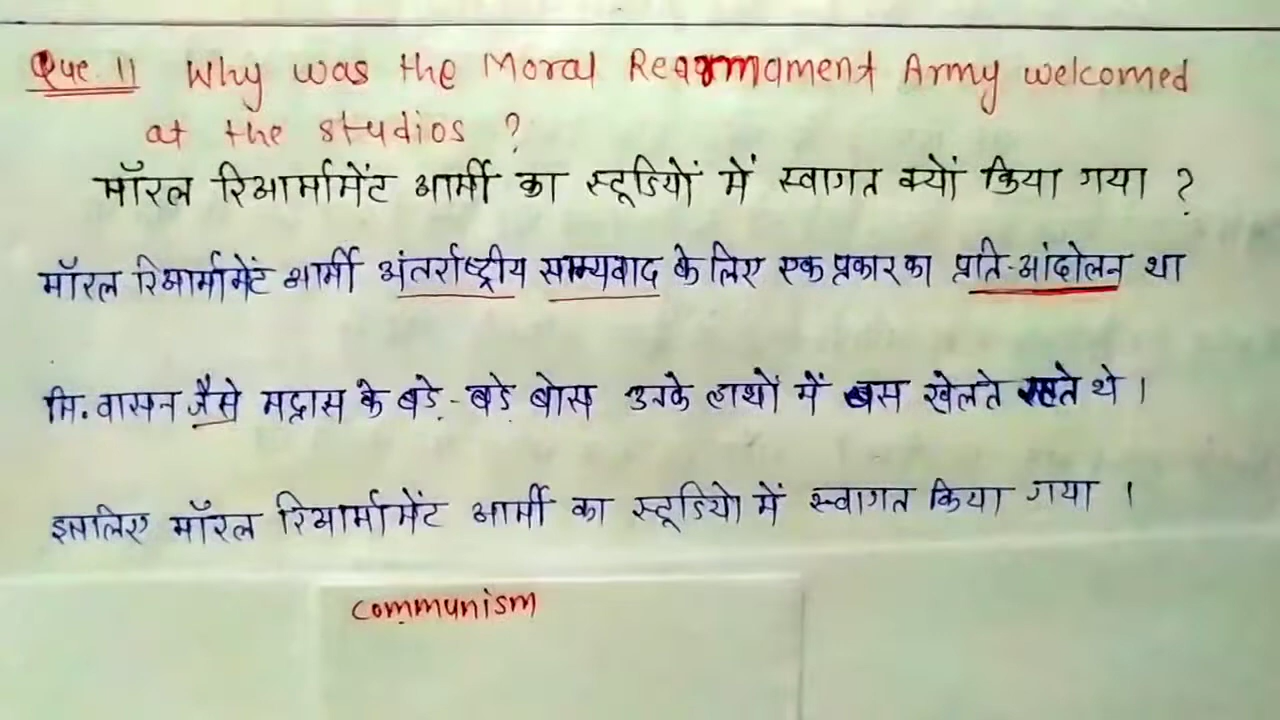 Que. 11 Why was the Moral Rearmament Army welcomed
at the studios ?
मॉरल रिआर्मामेंट आर्मी का स्टूडियों में स्वागत क्यों किया गया ?
मॉरल रिआर्मामेंट आर्मी अंतर्राष्ट्रीय साम्यवाद के लिए एक प्रकार का प्रति-आंदोलन था
मि. वासन जैसे मद्रास के बड़े-बड़े बोस उनके हाथों में बस खेलते रहते थे ।
इसलिए मॉरल रिआर्मामेंट आर्मी का स्टूडियो में स्वागत किया गया ।
communism